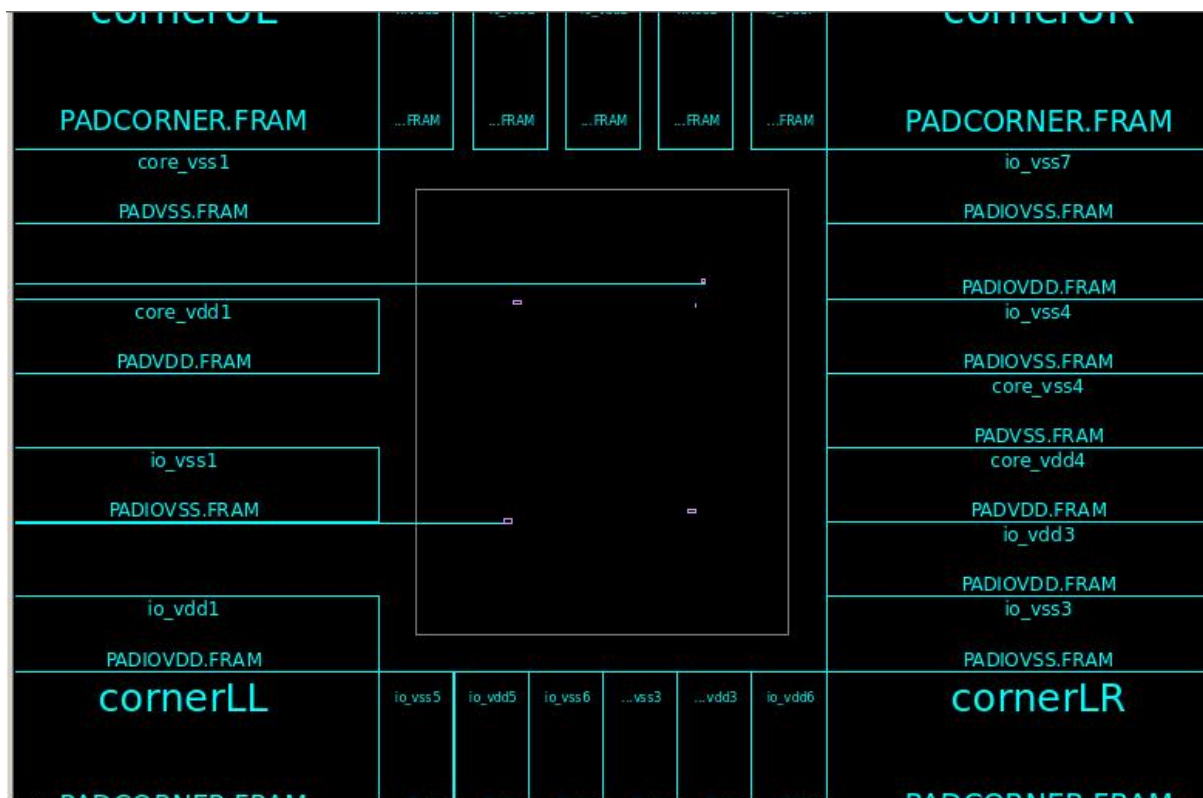 PADCORNER.FRAM
...FRAM
...FRAM
...FRAM
...FRAM
...FRAM
PADCORNER.FRAM
core_vss1
PADVSS.FRAM
core_vdd1
PADVDD.FRAM
io_vss1
PADIOVSS.FRAM
io_vdd1
PADIOVDD.FRAM
io_vss7
PADIOVSS.FRAM
PADIOVDD.FRAM
io_vss4
PADIOVSS.FRAM
core_vss4
PADVSS.FRAM
core_vdd4
PADVDD.FRAM
io_vdd3
PADIOVDD.FRAM
io_vss3
PADIOVSS.FRAM
cornerLL
io_vss5
io_vdd5
io_vss6
...vss3
...vdd3
io_vdd6
cornerLR